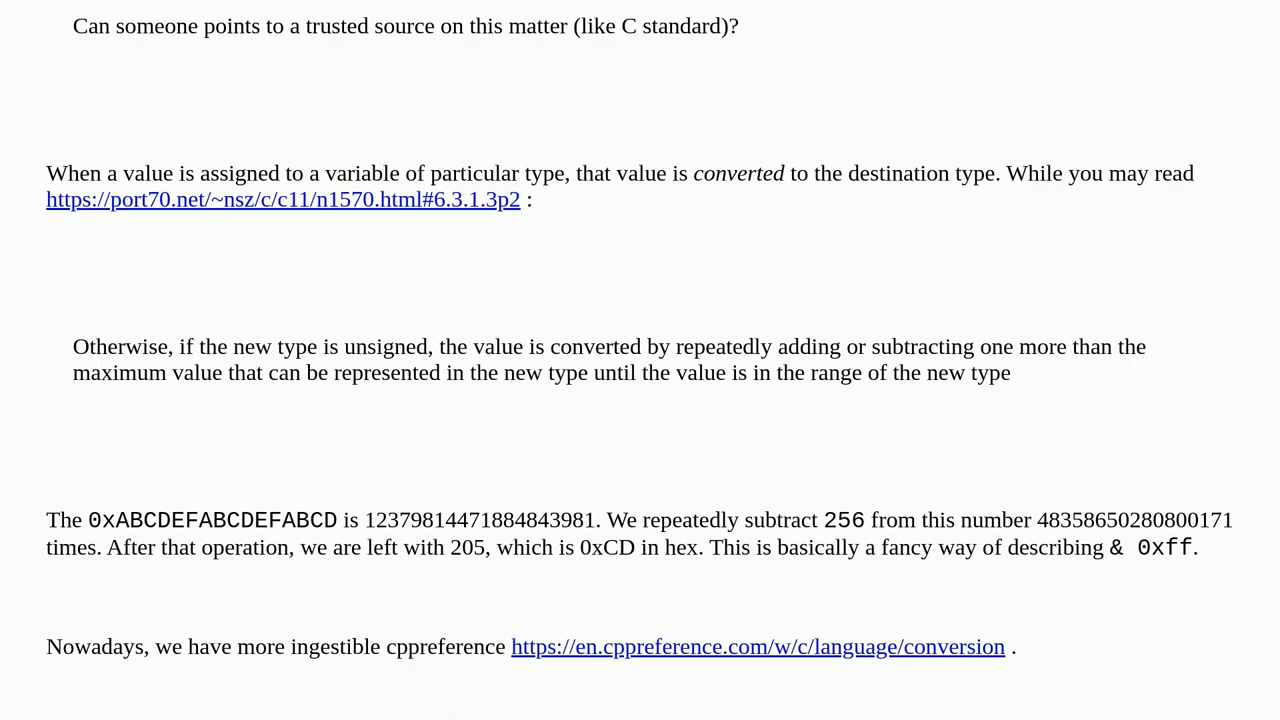 Can someone points to a trusted source on this matter (like C standard)?
When a value is assigned to a variable of particular type, that value is converted to the destination type. While you may read
https://port70.net/~nsz/c/c11/n1570.html#6.3.1.3p2 :
Otherwise, if the new type is unsigned, the value is converted by repeatedly adding or subtracting one more than the
maximum value that can be represented in the new type until the value is in the range of the new type
The 0xABCDEFABCDEFABCD is 12379814471884843981. We repeatedly subtract 256 from this number 48358650280800171
times. After that operation, we are left with 205, which is 0xCD in hex. This is basically a fancy way of describing & 0xff.
Nowadays, we have more ingestible cppreference https://en.cppreference.com/w/c/language/conversion .